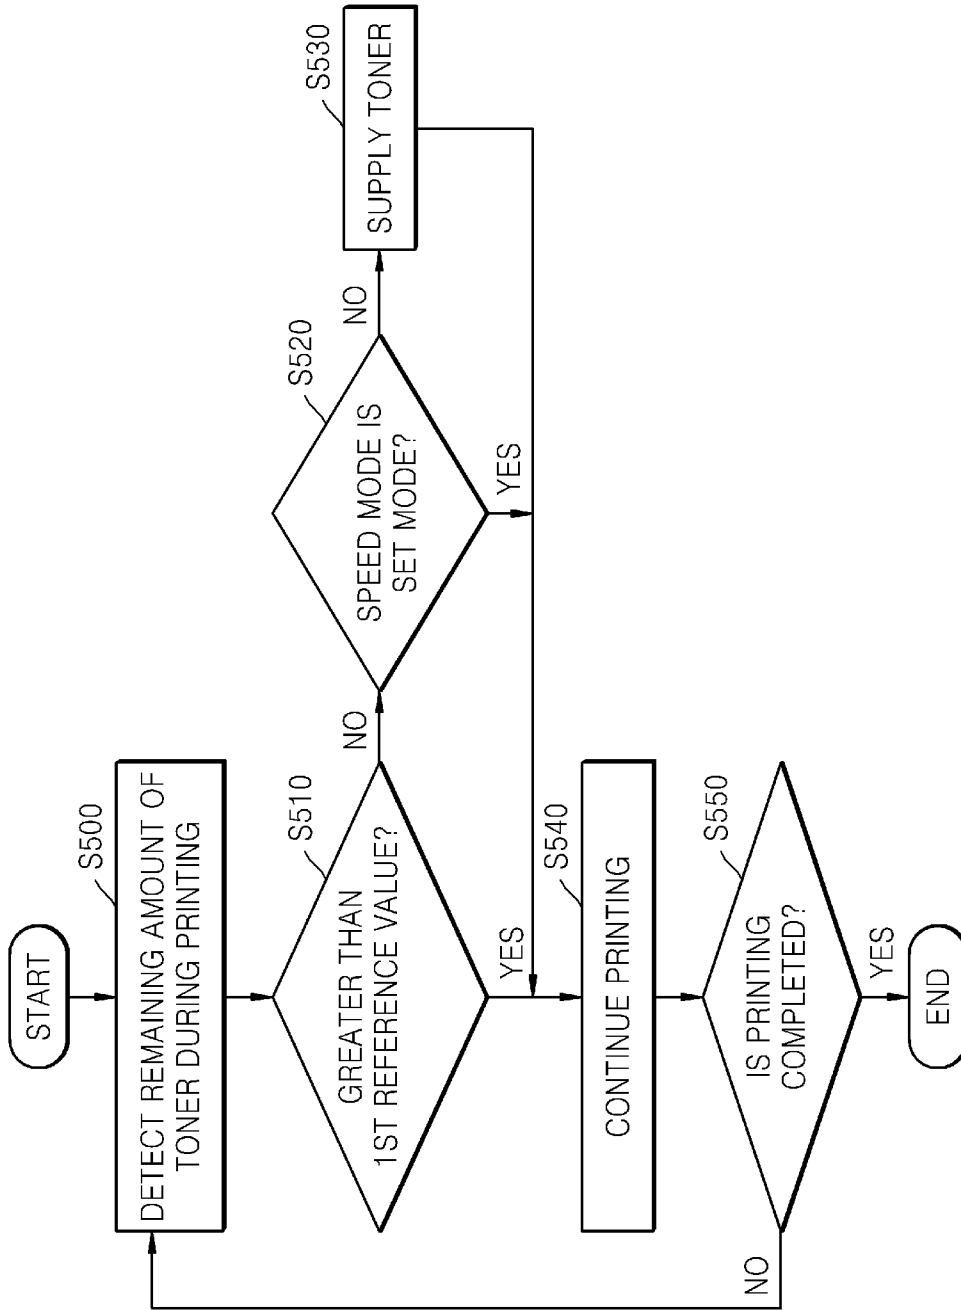 START
S500
DETECT REMAINING AMOUNT OF
TONER DURING PRINTING
S510
GREATER THAN
1ST REFERENCE VALUE?
NO
S520
SPEED MODE IS
SET MODE?
NO
S530
SUPPLY TONER
YES
YES
S540
CONTINUE PRINTING
S550
IS PRINTING
COMPLETED?
NO
YES
END